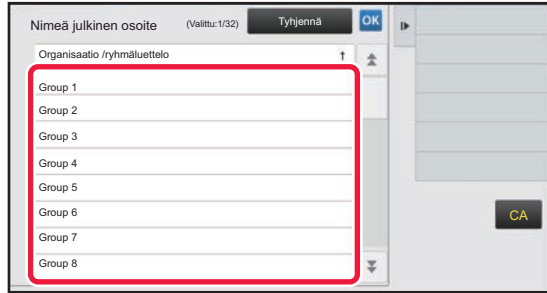 Nimeä julkinen osoite (Valittu:1/32) Tyhjennä OK
Organisaatio /ryhmäluettelo
Group 1
Group 2
Group 3
Group 4
Group 5
Group 6
Group 7
Group 8
CA